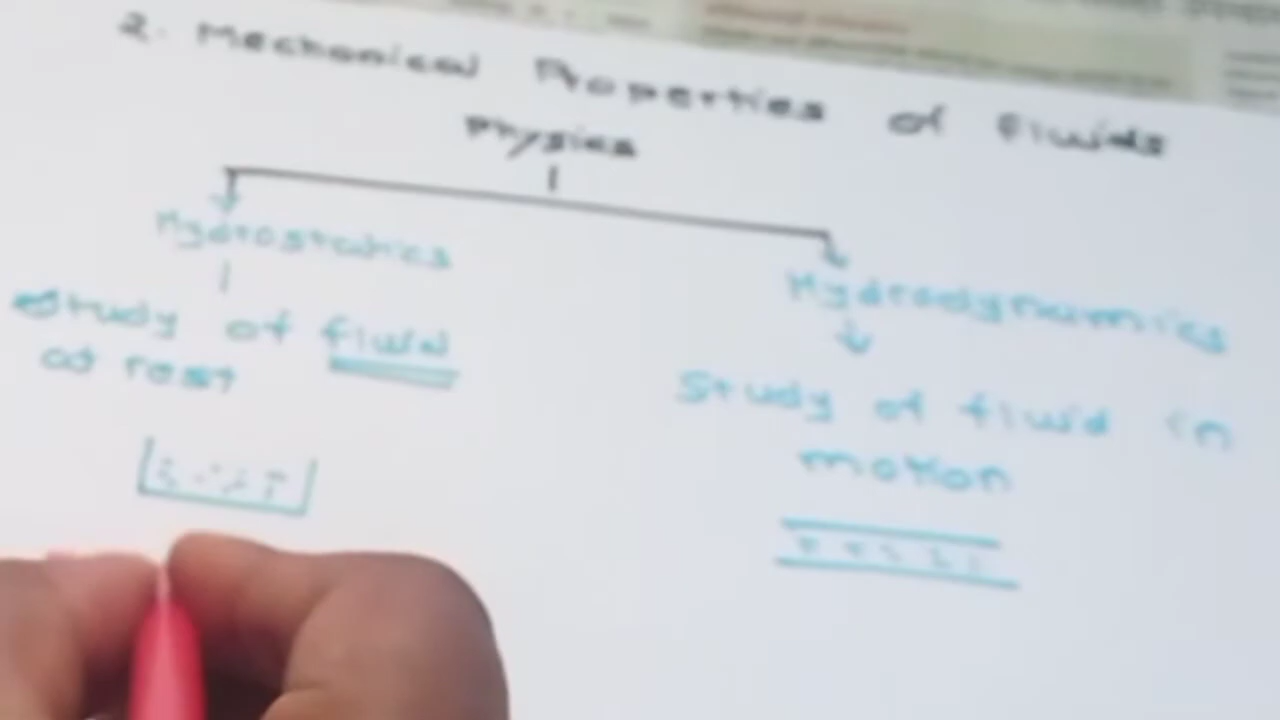 2. Mechanical Properties of fluids
Physics
Hydrostatics
Study of fluid
at rest
Hydrodynamics
Study of fluid in
motion